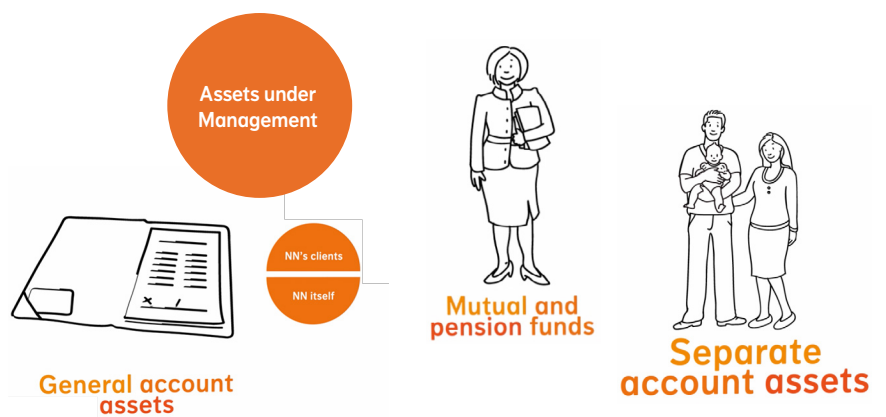 Assets under
Management
NN's clients
NN itself
General account
assets
Mutual and
pension funds
Separate
account assets